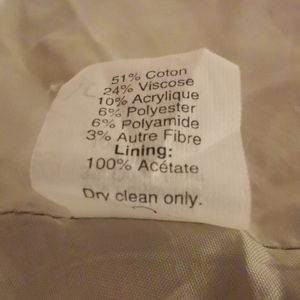 51% Coton
24% Viscose
10% Acrylique
6% Polyester
6% Polyamide
3% Autre Fibre
Lining:
100% Acétate
Dry clean only.